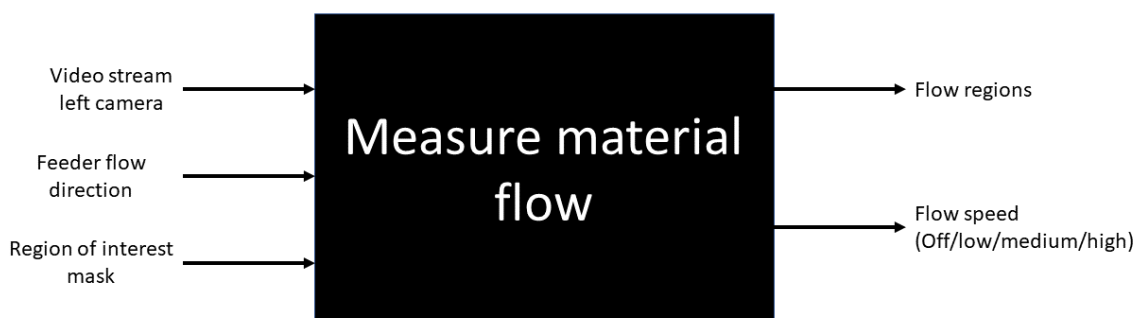 Video stream
left camera
Feeder flow
direction
Region of interest
mask
Measure material
flow
Flow regions
Flow speed
(Off/low/medium/high)